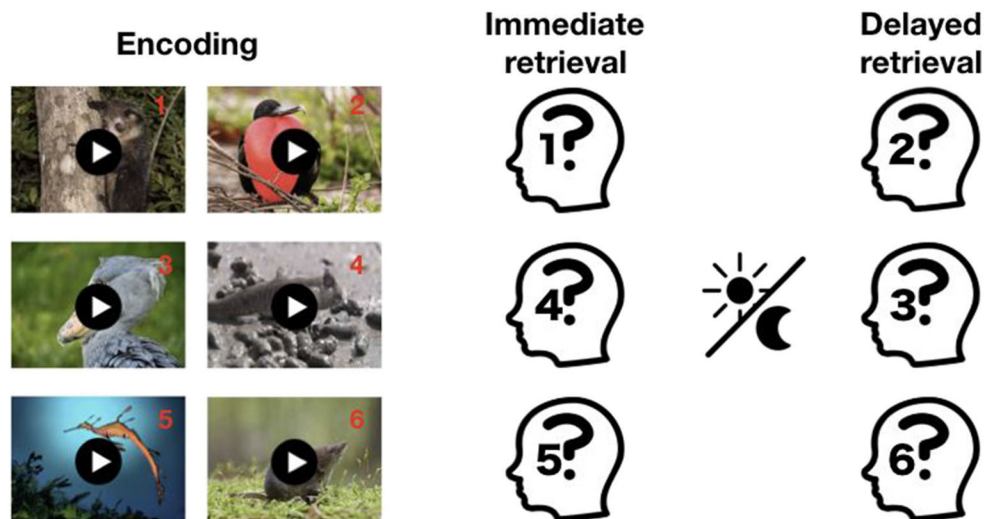 Encoding
Immediate
retrieval
Delayed
retrieval
1
2
1?
2?
3
4
4?
3?
5
6
5?
6?